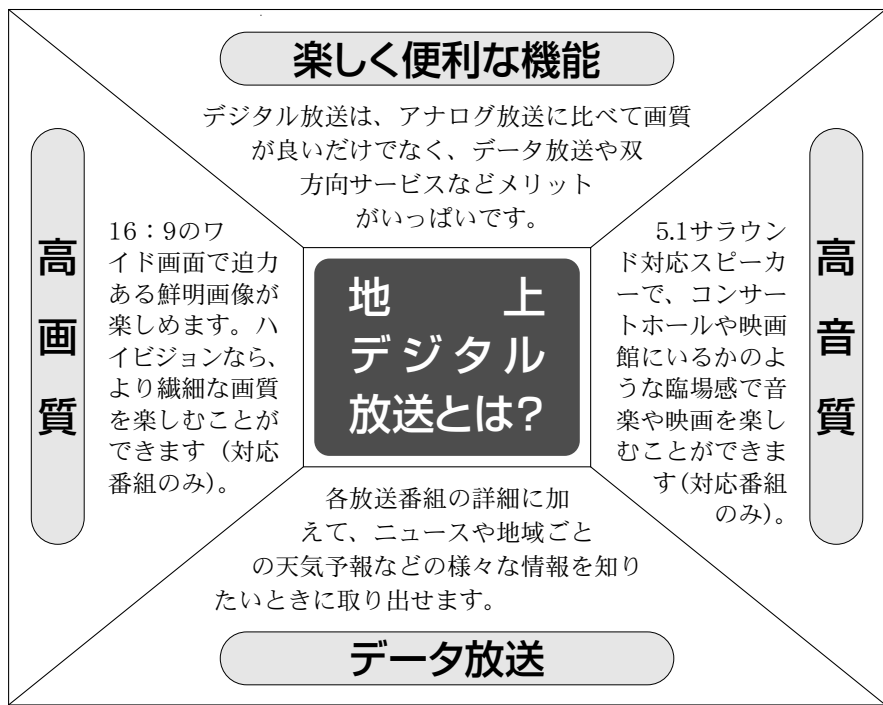 楽しく便利な機能
デジタル放送は、アナログ放送に比べて画質
が良いだけでなく、データ放送や双
方向サービスなどメリット
がいっぱいです。
高画質
16：9のワ
イド画面で迫力
ある鮮明画像が
楽しめます。ハ
イビジョンなら、
より繊細な画質
を楽しむことが
できます（対応
番組のみ）。
地上
デジタル
放送とは？
5.1サラウン
ド対応スピーカ
ーで、コンサー
トホールや映画
館にいるかのよ
うな臨場感で音
楽や映画を楽し
むことができま
す（対応番組
のみ）。
高音質
各放送番組の詳細に加
えて、ニュースや地域ごと
の天気予報などの様々な情報を知り
たいときに取り出せます。
データ放送